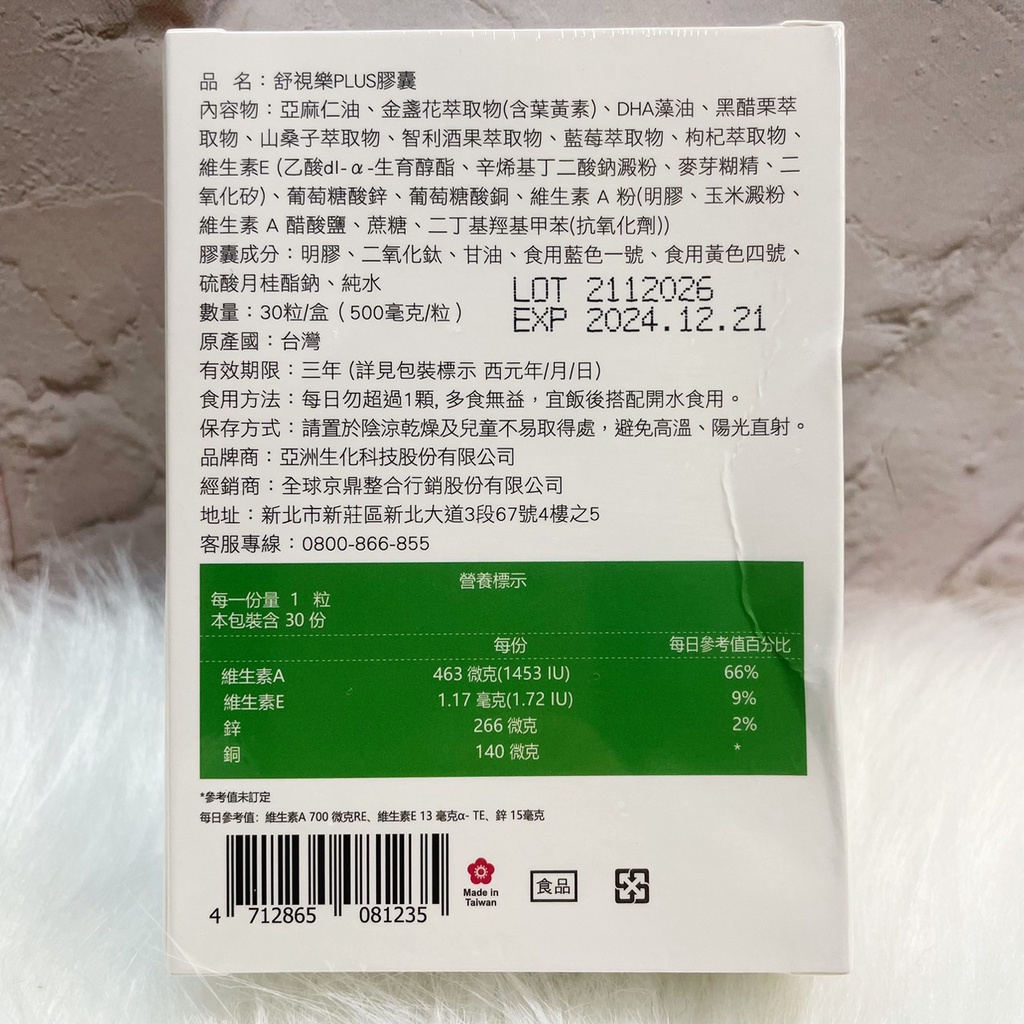 品 名：舒視樂PLUS膠囊
內容物：亞麻仁油、金盞花萃取物(含葉黃素)、DHA藻油、黑醋栗萃
取物、山桑子萃取物、智利酒果萃取物、藍莓萃取物、枸杞萃取物、
維生素E (乙酸dl-α-生育醇酯、辛烯基丁二酸鈉澱粉、麥芽糊精、二
氧化矽)、葡萄糖酸鋅、葡萄糖酸銅、維生素 A 粉(明膠、玉米澱粉、
維生素 A 醋酸鹽、蔗糖、二丁基羥基甲苯(抗氧化劑))
膠囊成分：明膠、二氧化鈦、甘油、食用藍色一號、食用黃色四號、
硫酸月桂酯鈉、純水
LOT 2112026
數量：30粒/盒（500毫克/粒）
EXP 2024.12.21
原產國：台灣
有效期限：三年 (詳見包裝標示 西元年/月/日)
食用方法：每日勿超過1顆, 多食無益，宜飯後搭配開水食用。
保存方式：請置於陰涼乾燥及兒童不易取得處，避免高溫、陽光直射。
品牌商：亞洲生化科技股份有限公司
經銷商：全球京鼎整合行銷股份有限公司
地址：新北市新莊區新北大道3段67號4樓之5
客服專線：0800-866-855
營養標示
每一份量 1 粒
本包裝含 30 份
每份 每日參考值百分比
維生素A 463 微克(1453 IU) 66%
維生素E 1.17 毫克(1.72 IU) 9%
鋅 266 微克 2%
銅 140 微克 *
*參考值未訂定
每日參考值：維生素A 700 微克RE、維生素E 13 毫克α- TE、鋅 15毫克
4 712865 081235
Made in
Taiwan
食品